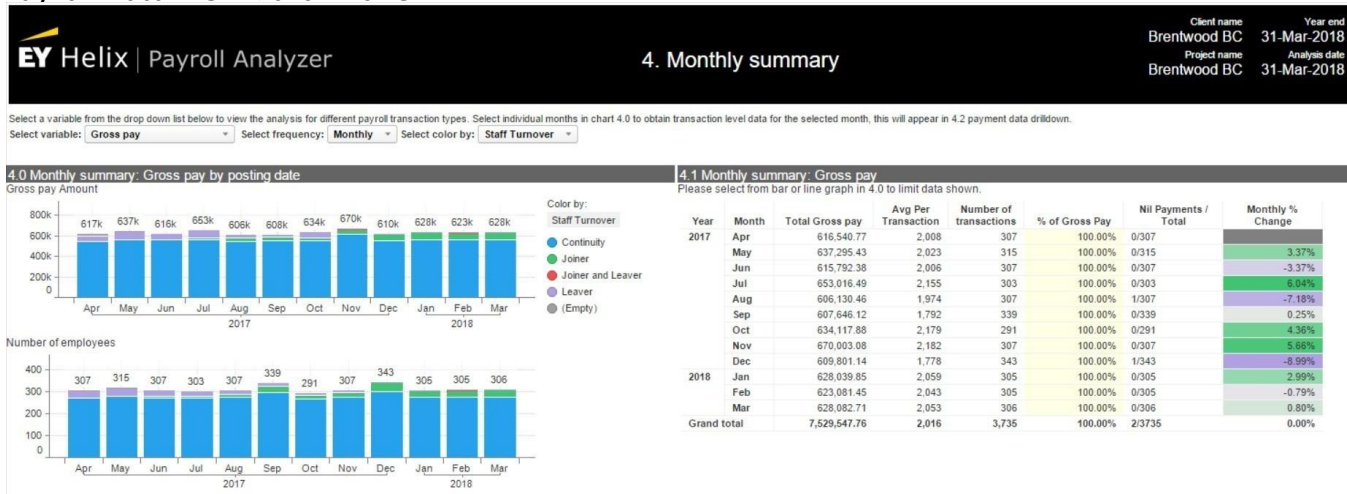 EY Helix | Payroll Analyzer
4. Monthly summary
Client name Year end
Brentwood BC 31-Mar-2018
Project name Analysis date
Brentwood BC 31-Mar-2018
Select a variable from the drop down list below to view the analysis for different payroll transaction types. Select individual months in chart 4.0 to obtain transaction level data for the selected month, this will appear in 4.2 payment data drilldown.
Select variable: Gross pay Select frequency: Monthly Select color by: Staff Turnover
4.0 Monthly summary: Gross pay by posting date
Gross pay Amount
800k
600k
400k
200k
0
617k 637k 616k 653k 606k 608k 634k 670k 610k 628k 623k 628k
Apr May Jun Jul Aug Sep Oct Nov Dec Jan Feb Mar
2017 2018
Color by:
Staff Turnover
Continuity
Joiner
Joiner and Leaver
Leaver
(Empty)
Number of employees
400
300
200
100
0
307 315 307 303 307 339 291 307 343 305 305 306
Apr May Jun Jul Aug Sep Oct Nov Dec Jan Feb Mar
2017 2018
4.1 Monthly summary: Gross pay
Please select from bar or line graph in 4.0 to limit data shown.
Year Month Total Gross pay Avg Per Transaction Number of transactions % of Gross Pay Nil Payments / Total Monthly % Change
2017 Apr 616,540.77 2,008 307 100.00% 0/307
May 637,295.43 2,023 315 100.00% 0/315 3.37%
Jun 615,792.38 2,006 307 100.00% 0/307 -3.37%
Jul 653,016.49 2,155 303 100.00% 0/303 6.04%
Aug 606,130.46 1,974 307 100.00% 1/307 -7.18%
Sep 607,646.12 1,792 339 100.00% 0/339 0.25%
Oct 634,117.88 2,179 291 100.00% 0/291 4.36%
Nov 670,003.08 2,182 307 100.00% 0/307 5.66%
Dec 609,801.14 1,778 343 100.00% 1/343 -8.99%
2018 Jan 628,039.85 2,059 305 100.00% 0/305 2.99%
Feb 623,081.45 2,043 305 100.00% 0/305 -0.79%
Mar 628,082.71 2,053 306 100.00% 0/306 0.80%
Grand total 7,529,547.76 2,016 3,735 100.00% 2/3735 0.00%